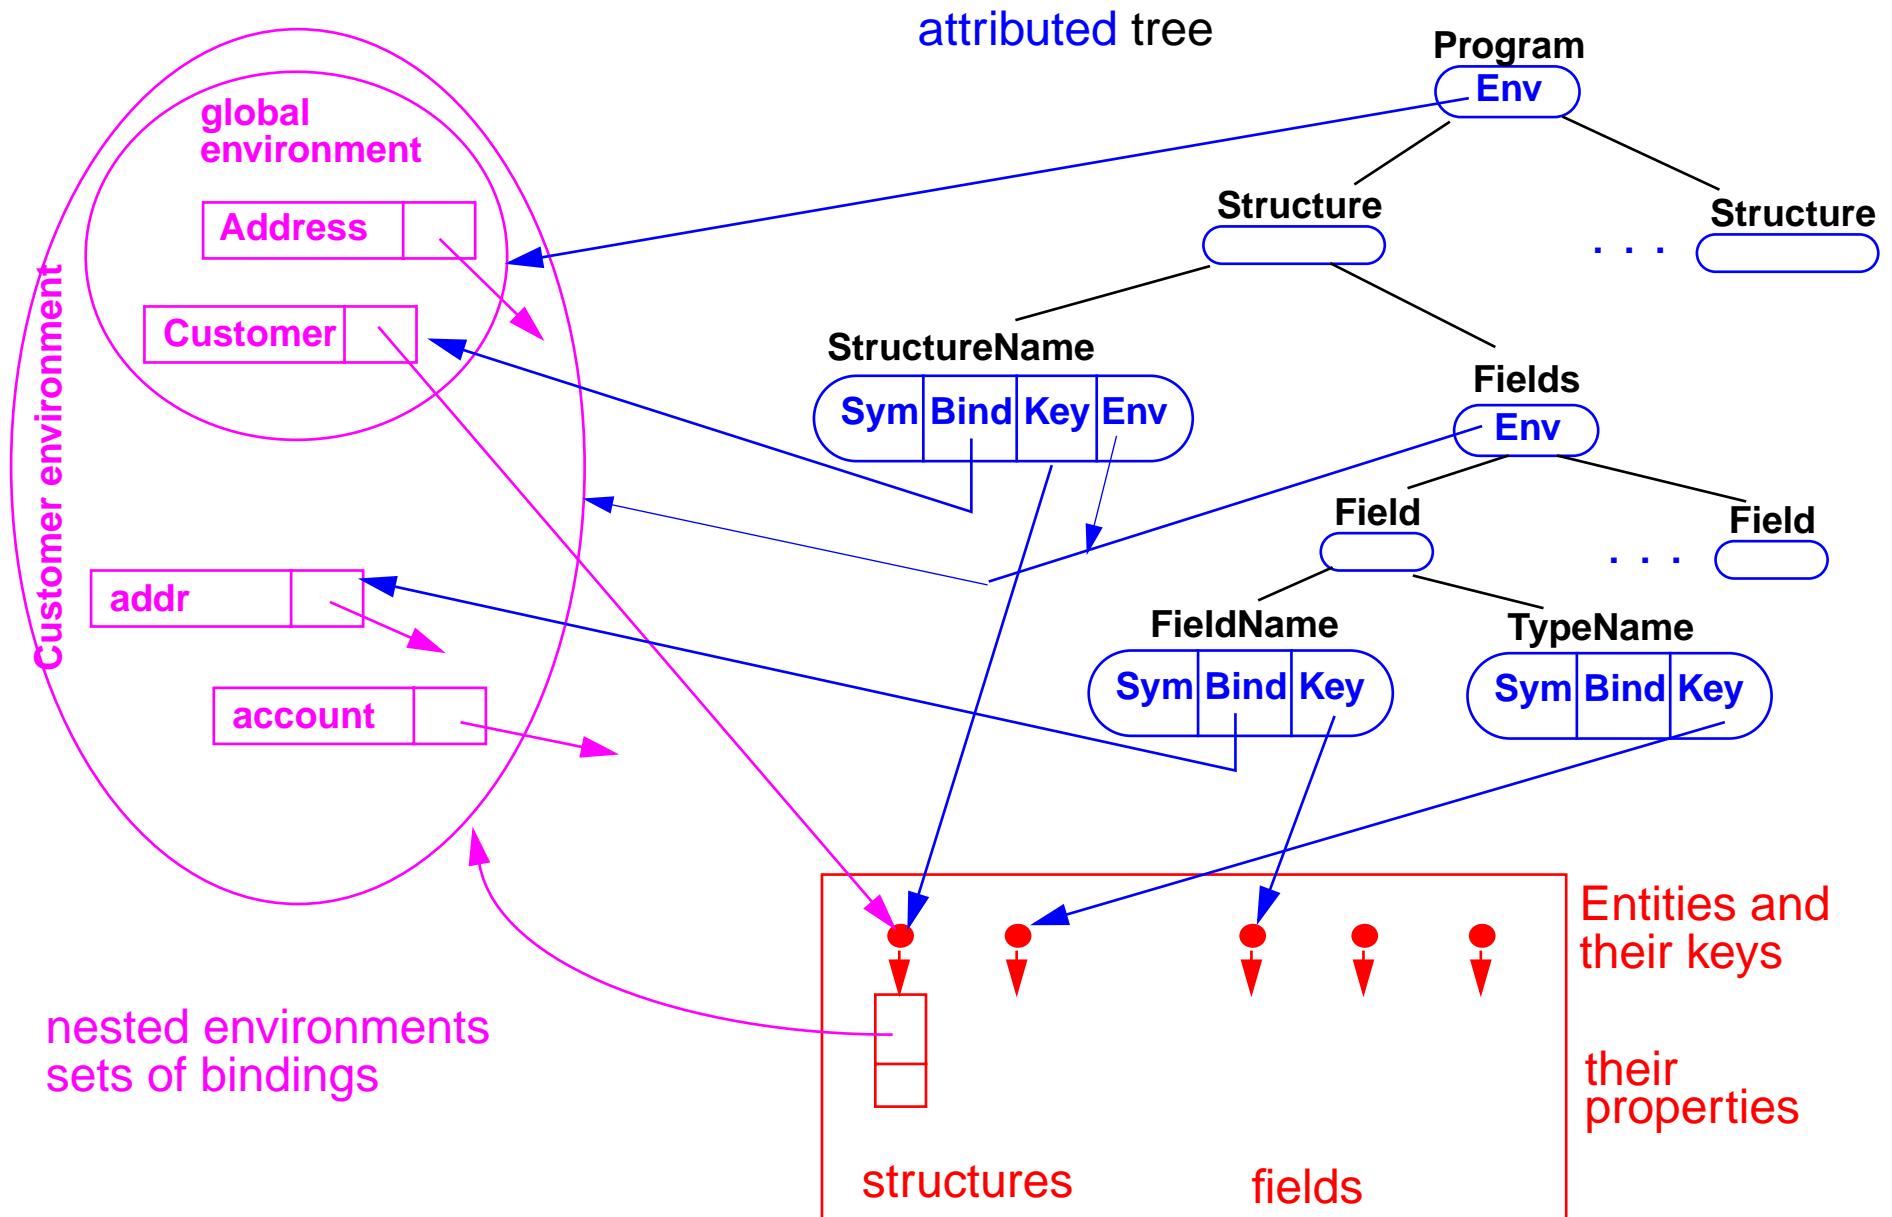 attributed tree
Program
Env
global
environment
Address
Structure
Structure
. . .
Customer
Customer environment
StructureName
Sym Bind Key Env
Fields
Env
Field
Field
. . .
addr
FieldName
TypeName
Sym Bind Key
Sym Bind Key
account
Entities and
their keys
nested environments
sets of bindings
their
properties
structures
fields